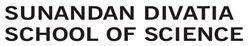 SUNANDAN DIVATIA
SCHOOL OF SCIENCE